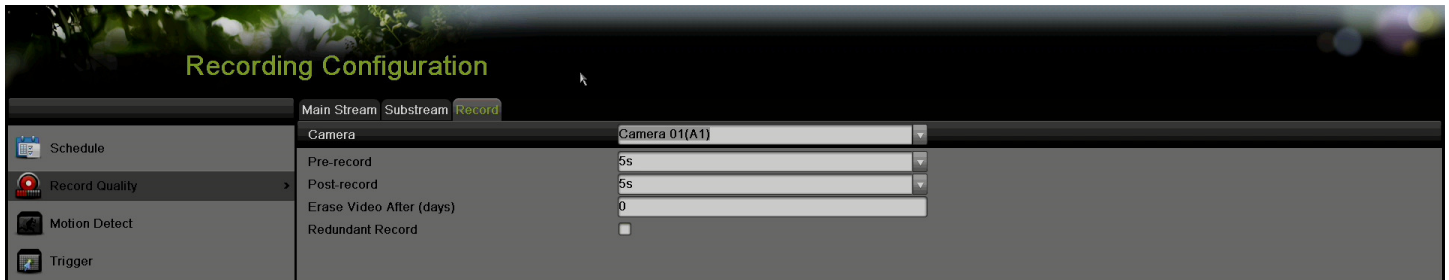 Recording Configuration
Main Stream Substream Record
Camera Camera 01(A1)
Schedule
Pre-record 5s
Record Quality >
Post-record 5s
Erase Video After (days) 0
Motion Detect
Redundant Record
Trigger